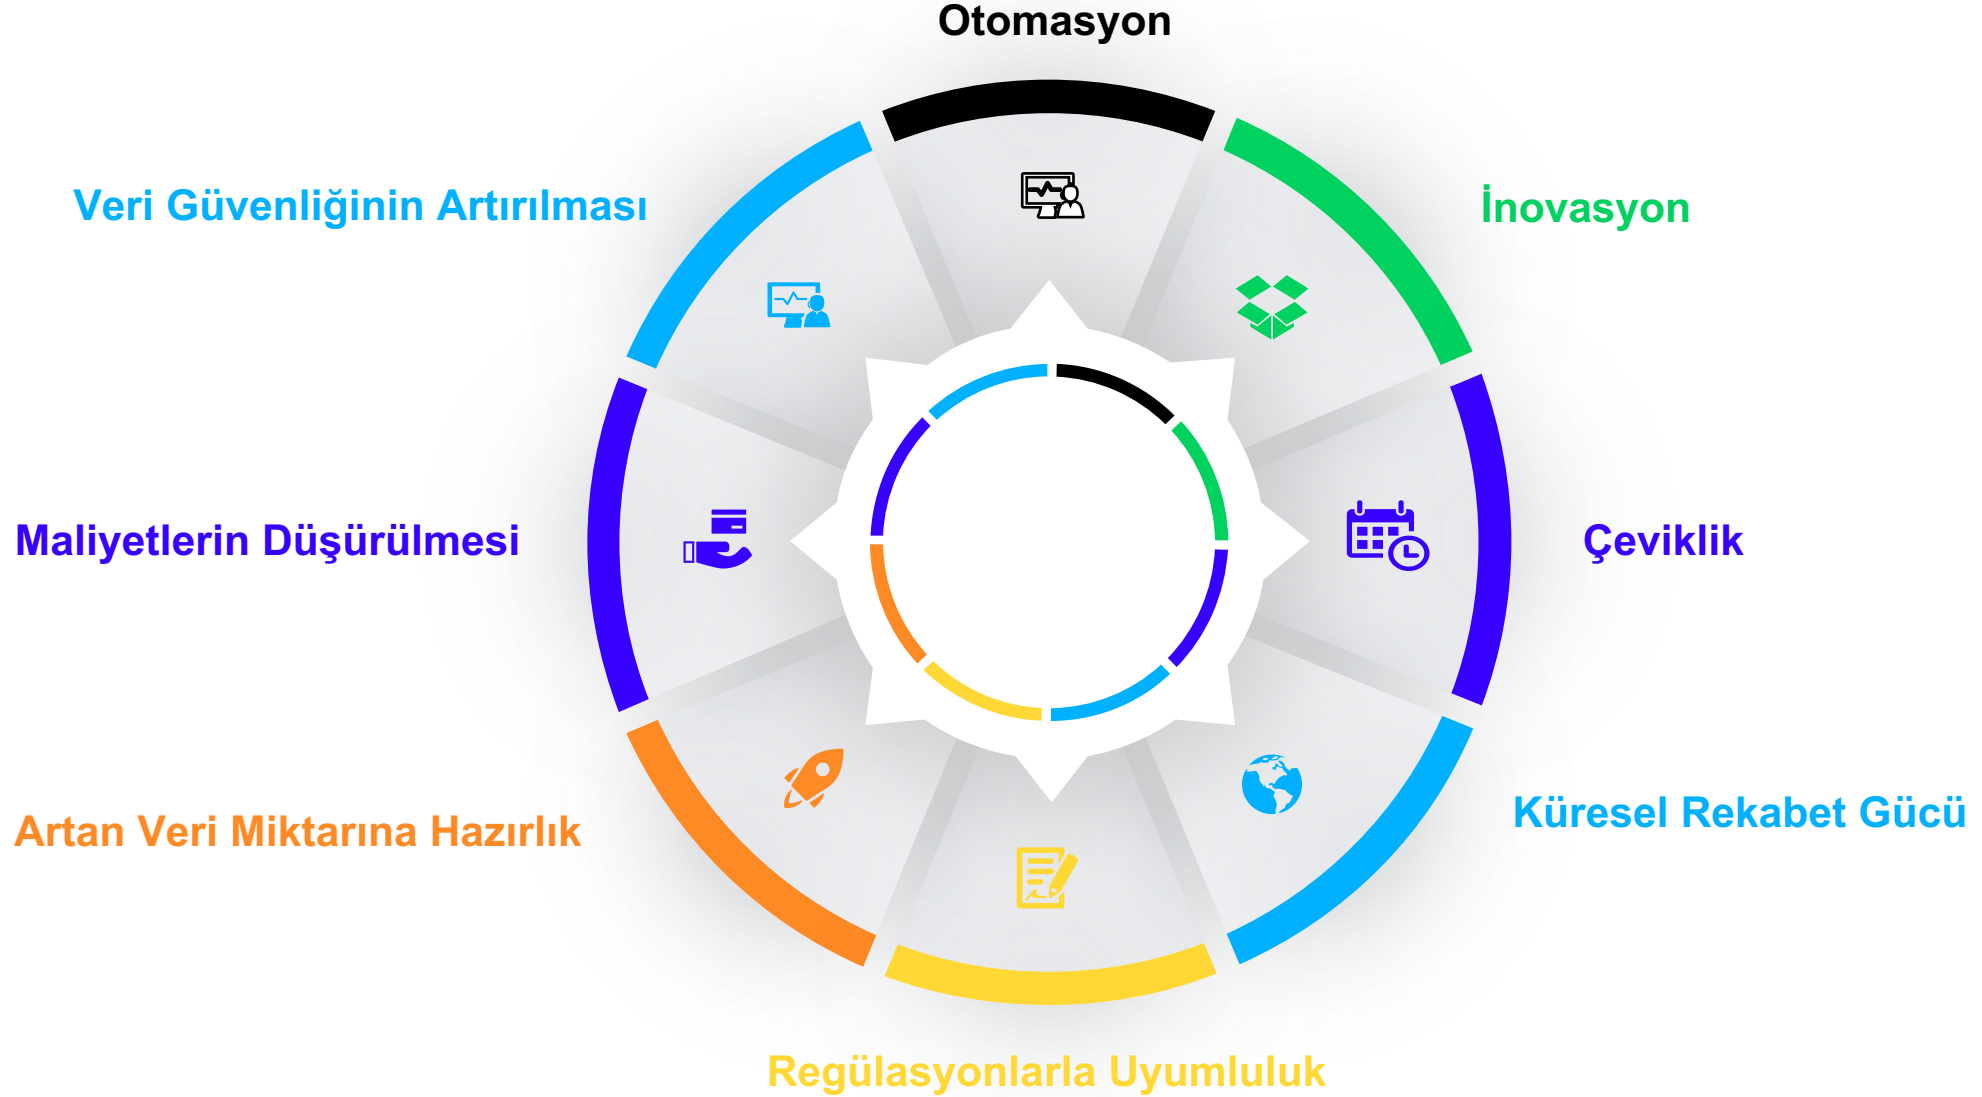 Otomasyon
Veri Güvenliğinin Artırılması
İnovasyon
Maliyetlerin Düşürülmesi
Çeviklik
Küresel Rekabet Gücü
Artan Veri Miktarına Hazırlık
Regülasyonlarla Uyumluluk